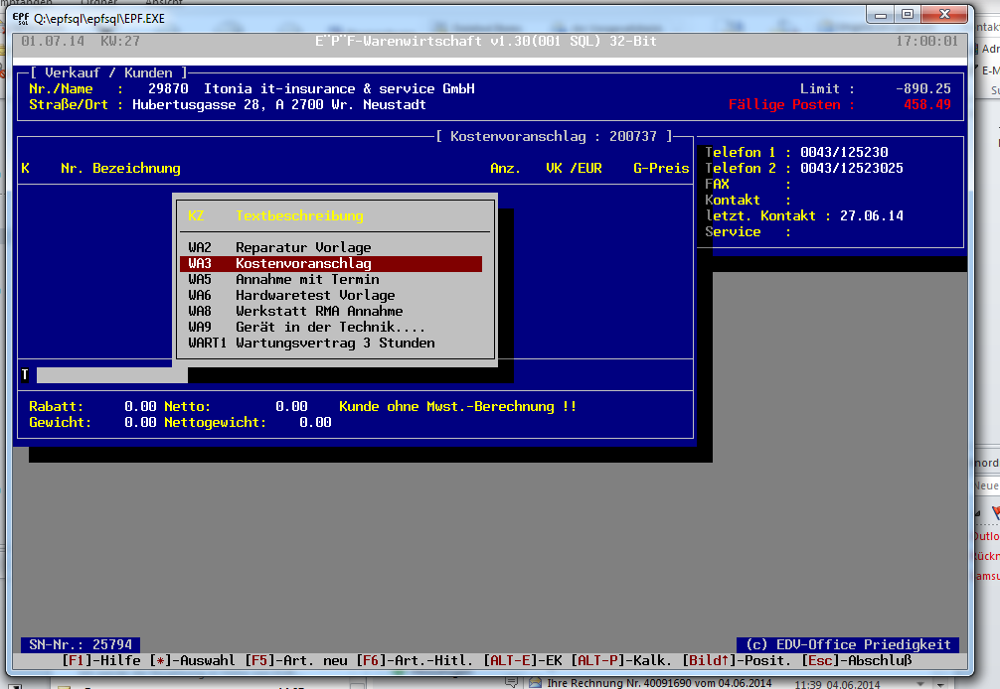 Q:\epfsql\epfsql\EPF.EXE
01.07.14 KW:27 E¨P¨F-Warenwirtschaft v1.30(001 SQL) 32-Bit 17:00:01
[ Verkauf / Kunden ]
Nr./Name : 29870 Itonia it-insurance & service GmbH Limit : -890.25
Straße/Ort : Hubertusgasse 28, A 2700 Wr. Neustadt Fällige Posten : 458.49
[ Kostenvoranschlag : 200737 ]
K Nr. Bezeichnung Anz. VK /EUR G-Preis
Telefon 1 : 0043/125230
Telefon 2 : 0043/12523025
FAX :
Kontakt :
letzt. Kontakt : 27.06.14
Service :
KZ Textbeschreibung
WA2 Reparatur Vorlage
WA3 Kostenvoranschlag
WA5 Annahme mit Termin
WA6 Hardwaretest Vorlage
WA8 Werkstatt RMA Annahme
WA9 Gerät in der Technik....
WART1 Wartungsvertrag 3 Stunden
T
Rabatt: 0.00 Netto: 0.00 Kunde ohne Mwst.-Berechnung !!
Gewicht: 0.00 Nettogewicht: 0.00
SN-Nr.: 25794 (c) EDV-Office Priedigkeit
[F1]-Hilfe [*]-Auswahl [F5]-Art. neu [F6]-Art.-Hitl. [ALT-E]-EK [ALT-P]-Kalk. [Bild↑]-Posit. [Esc]-Abschluß
Ihre Rechnung Nr. 40091690 vom 04.06.2014 11:39 04.06.2014